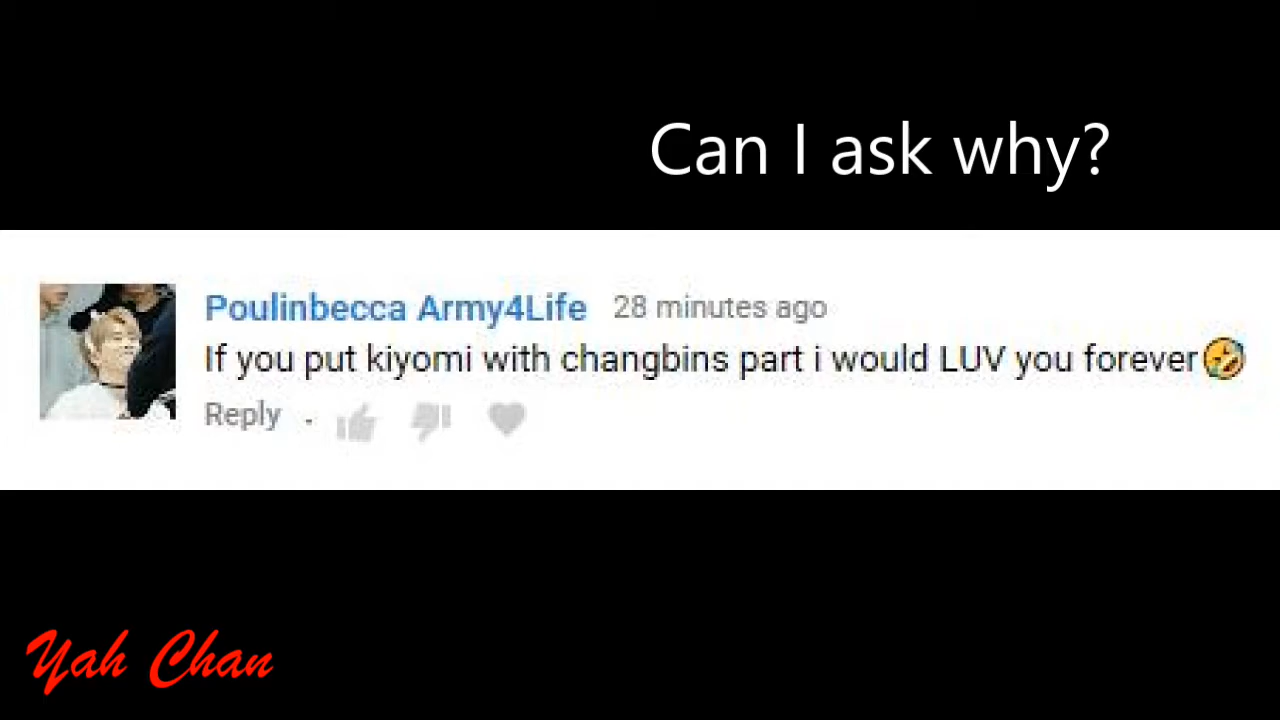 Can I ask why?
Poulinbecca Army4Life 28 minutes ago
If you put kiyomi with changbins part i would LUV you forever🤣
Reply .
Yah Chan